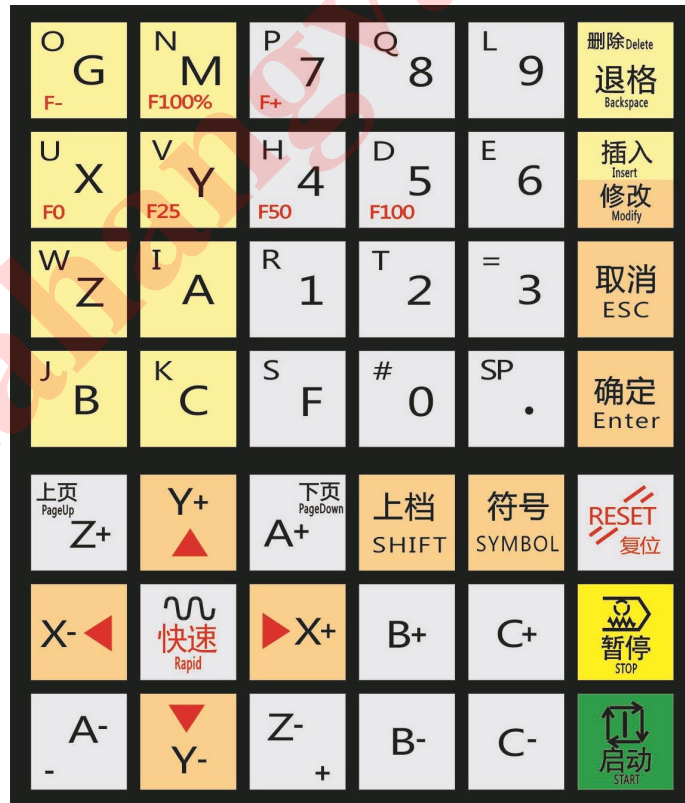 O
G
F-
N
M
F100%
P
7
F+
Q
8
L
9
删除Delete
退格
Backspace
U
X
F0
V
Y
F25
H
4
F50
D
5
F100
E
6
插入
Insert
修改
Modify
W
Z
I
A
R
1
T
2
=
3
取消
ESC
J
B
K
C
S
F
#
0
SP
.
确定
Enter
上页
PageUp
Z+
Y+
下页
PageDown
A+
上档
SHIFT
符号
SYMBOL
RESET
复位
X-
快速
Rapid
X+
B+
C+
暂停
STOP
A-
-
Y-
Z-
+
B-
C-
启动
START